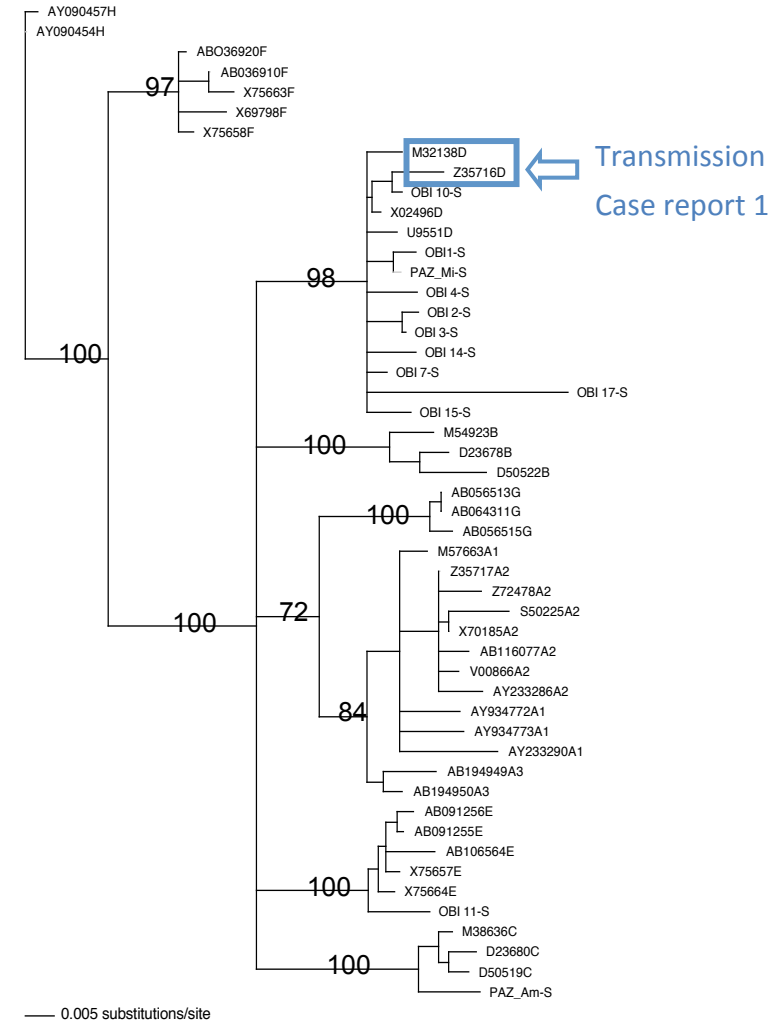 AY090457H
AY090454H
ABO36920F
AB036910F
97
X75663F
X69798F
X75658F
M32138D
Transmission
Z35716D
OBI 10-S
Case report 1
X02496D
U9551D
OBI1-S
PAZ_Mi-S
98
OBI 4-S
OBI 2-S
OBI 3-S
OBI 14-S
100
OBI 7-S
OBI 17-S
OBI 15-S
M54923B
100
D23678B
D50522B
AB056513G
AB064311G
100
AB056515G
M57663A1
Z35717A2
Z72478A2
S50225A2
72
100
X70185A2
AB116077A2
V00866A2
AY233286A2
84
AY934772A1
AY934773A1
AY233290A1
AB194949A3
AB194950A3
AB091256E
AB091255E
AB106564E
X75657E
100
X75664E
OBI 11-S
M38636C
D23680C
100
D50519C
PAZ_Am-S
0.005 substitutions/site